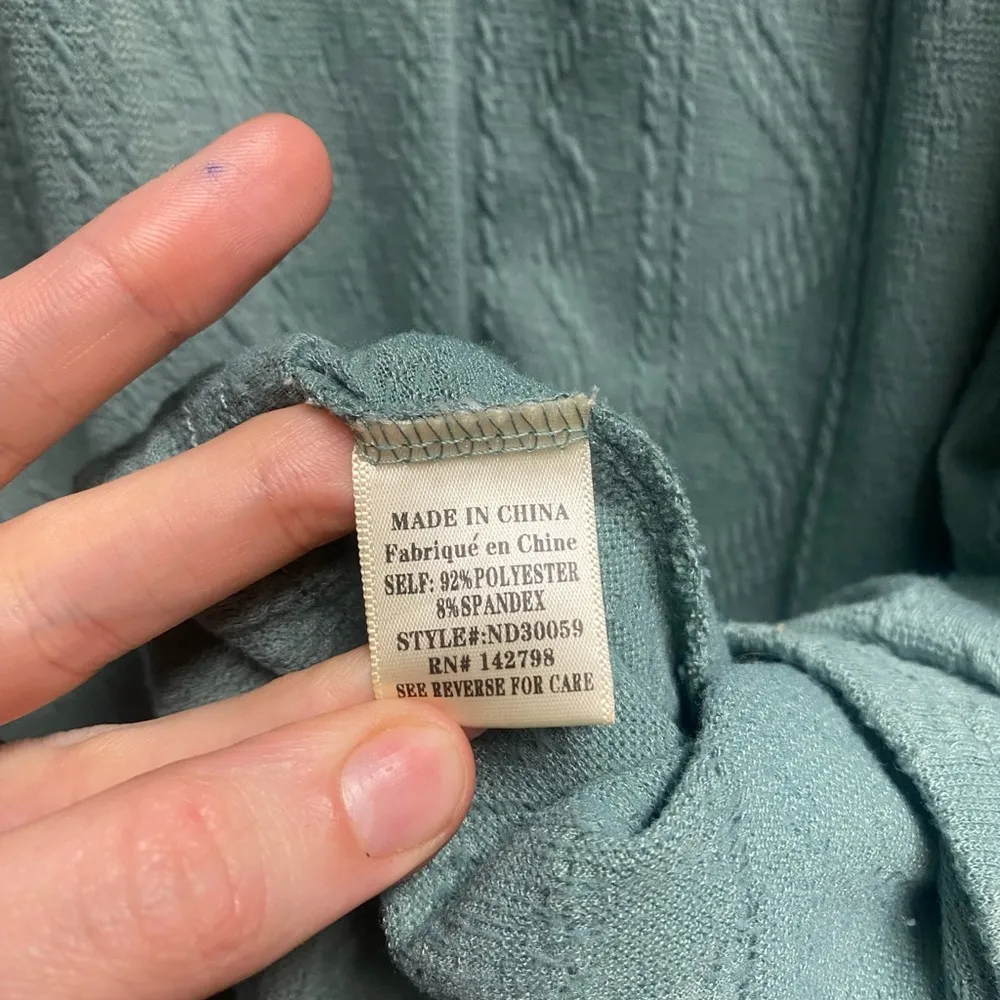 MADE IN CHINA
Fabriqué en Chine
SELF: 92%POLYESTER
8%SPANDEX
STYLE#:ND30059
RN# 142798
SEE REVERSE FOR CARE